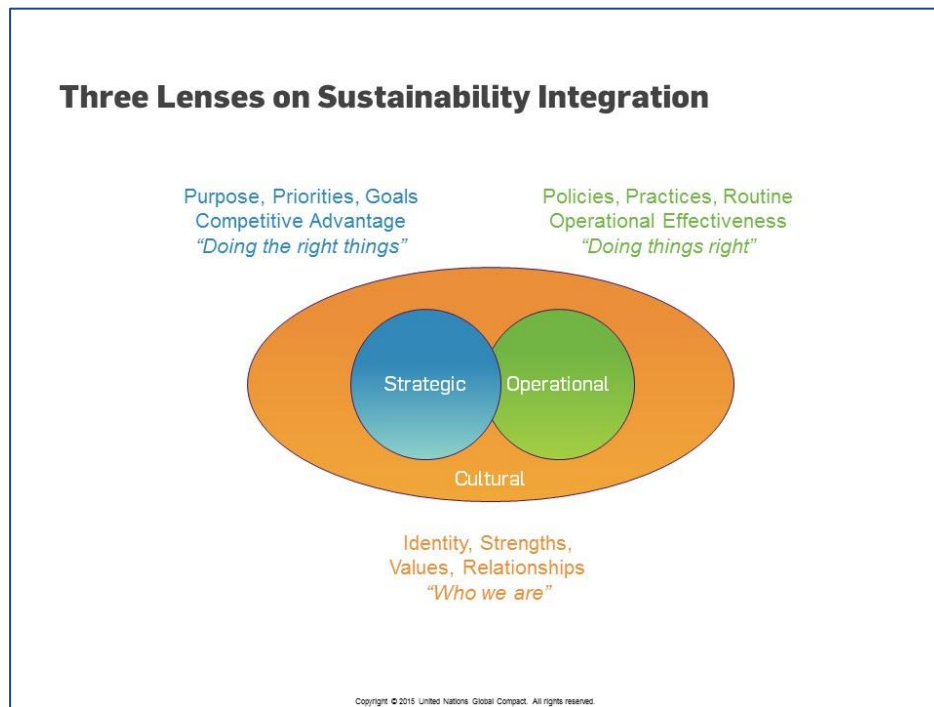 Three Lenses on Sustainability Integration
Purpose, Priorities, Goals
Competitive Advantage
“Doing the right things”
Policies, Practices, Routine
Operational Effectiveness
“Doing things right”
Strategic
Operational
Cultural
Identity, Strengths,
Values, Relationships
“Who we are”
Copyright © 2015 United Nations Global Compact. All rights reserved.